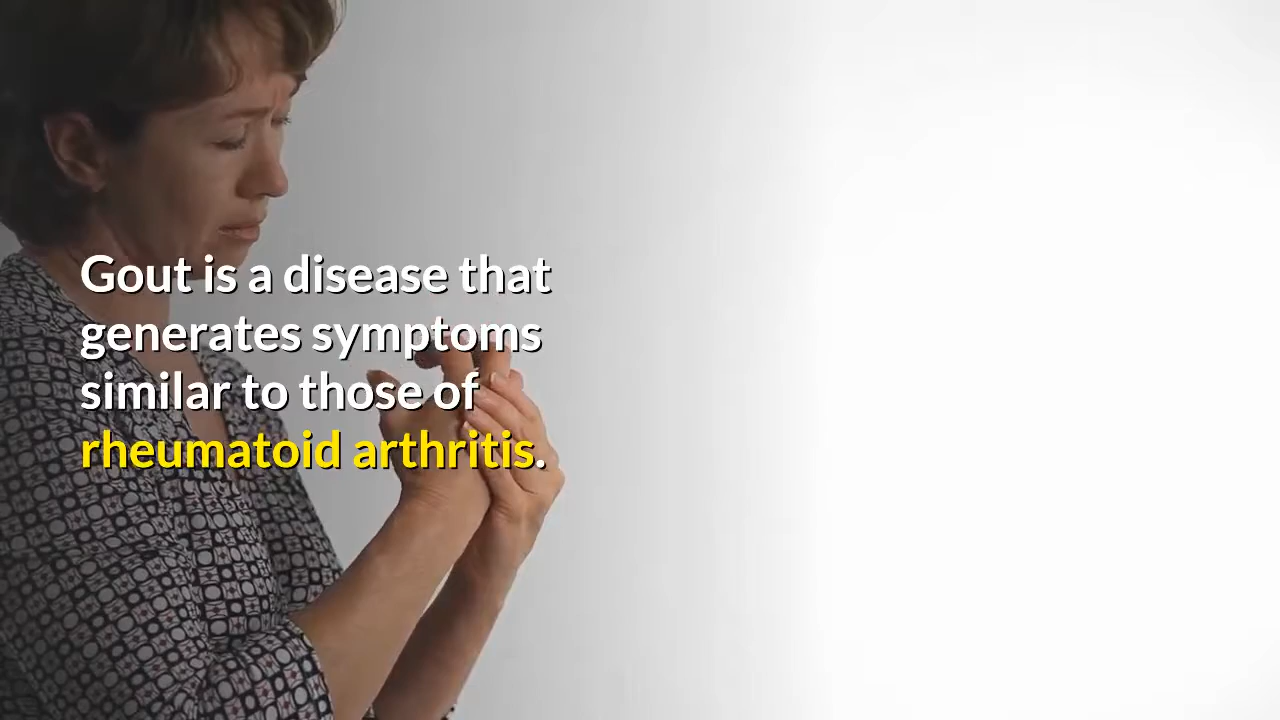 Gout is a disease that
generates symptoms
similar to those of
rheumatoid arthritis.